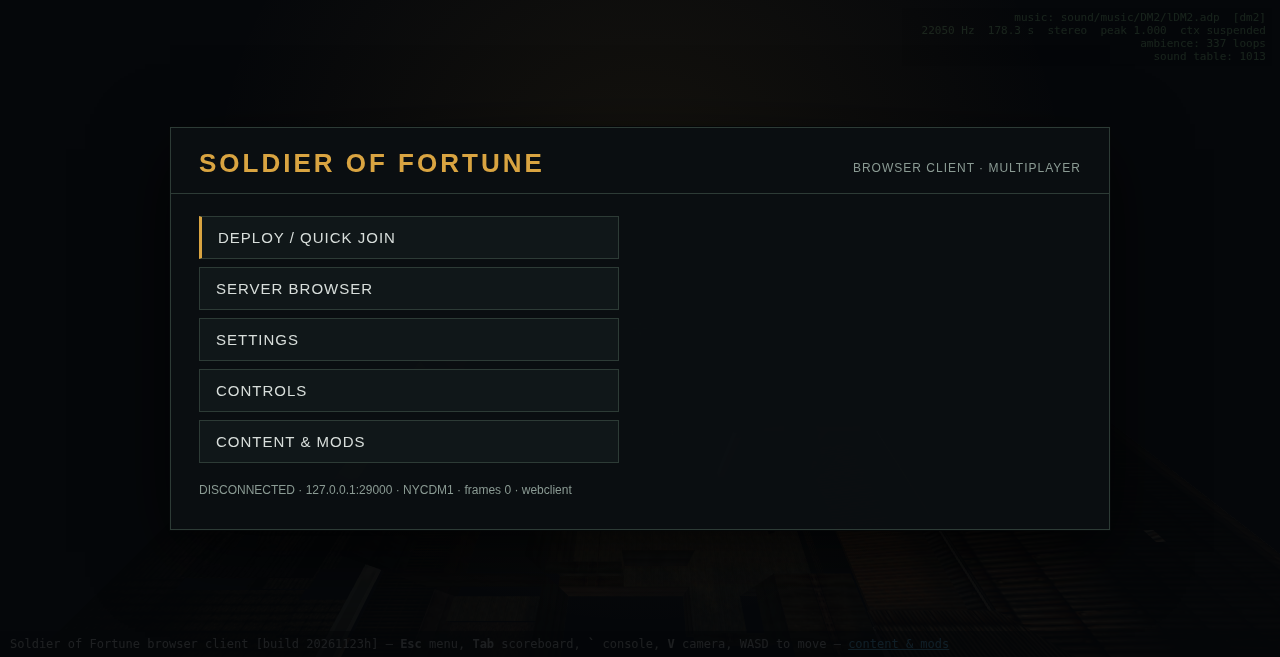 music: sound/music/DM2/lDM2.adp [dm2]
22050 Hz 178.3 s stereo peak 1.000 ctx suspended
ambience: 337 loops
sound table: 1013
SOLDIER OF FORTUNE
BROWSER CLIENT · MULTIPLAYER
DEPLOY / QUICK JOIN
SERVER BROWSER
SETTINGS
CONTROLS
CONTENT & MODS
DISCONNECTED · 127.0.0.1:29000 · NYCDM1 · frames 0 · webclient
Soldier of Fortune browser client [build 20261123h] — Esc menu, Tab scoreboard, ` console, V camera, WASD to move — content & mods